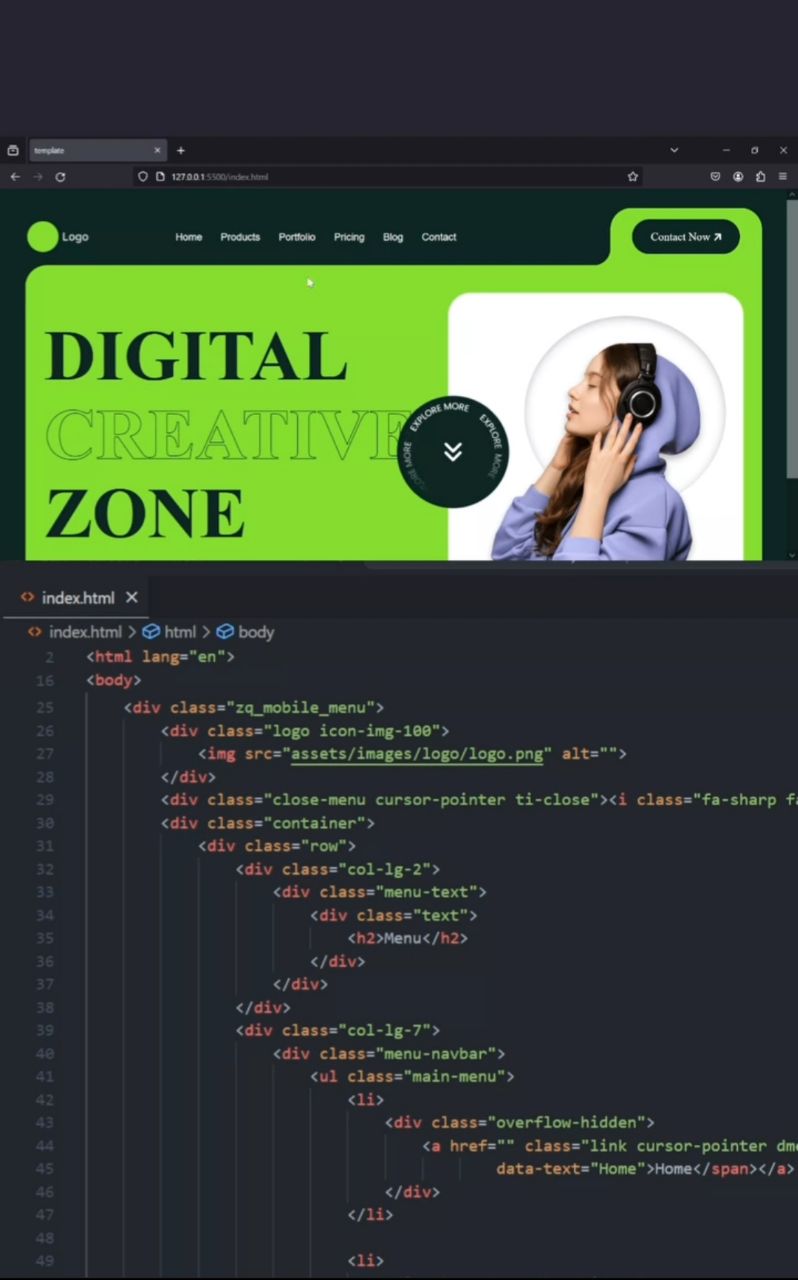 template
127.0.0.1:5500/index.html
Logo
Home Products Portfolio Pricing Blog Contact
Contact Now
DIGITAL
CREATIVE
ZONE
EXPLORE MORE EXPLORE MORE
index.html
index.html > html > body
2 <html lang="en">
16 <body>
25 <div class="zq_mobile_menu">
26 <div class="logo icon-img-100">
27 <img src="assets/images/logo/logo.png" alt="">
28 </div>
29 <div class="close-menu cursor-pointer ti-close"><i class="fa-sharp
30 <div class="container">
31 <div class="row">
32 <div class="col-lg-2">
33 <div class="menu-text">
34 <div class="text">
35 <h2>Menu</h2>
36 </div>
37 </div>
38 </div>
39 <div class="col-lg-7">
40 <div class="menu-navbar">
41 <ul class="main-menu">
42 <li>
43 <div class="overflow-hidden">
44 <a href="" class="link cursor-pointer
45 data-text="Home">Home</span></a>
46 </div>
47 </li>
48
49 <li>